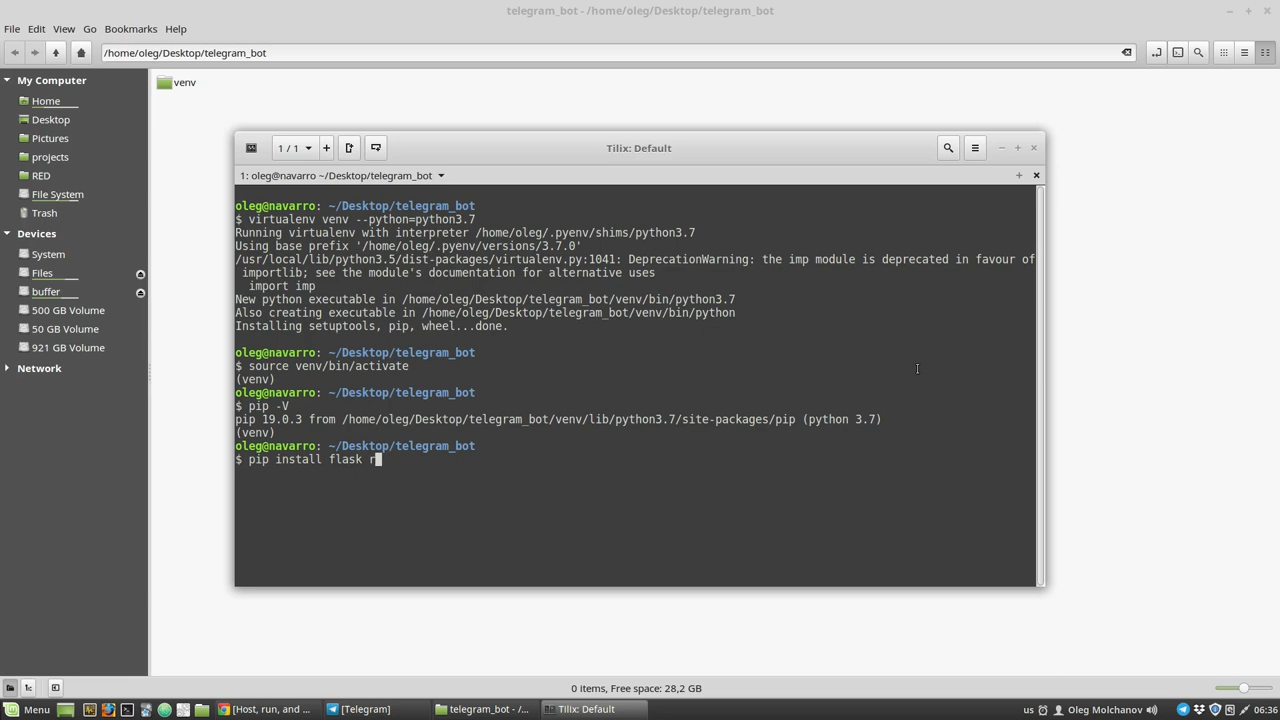 telegram_bot - /home/oleg/Desktop/telegram_bot
File Edit View Go Bookmarks Help
/home/oleg/Desktop/telegram_bot
My Computer
Home
Desktop
Pictures
projects
RED
File System
Trash
Devices
System
Files
buffer
500 GB Volume
50 GB Volume
921 GB Volume
Network
venv
1 / 1
Tilix: Default
1: oleg@navarro ~/Desktop/telegram_bot
oleg@navarro: ~/Desktop/telegram_bot
$ virtualenv venv --python=python3.7
Running virtualenv with interpreter /home/oleg/.pyenv/shims/python3.7
Using base prefix '/home/oleg/.pyenv/versions/3.7.0'
/usr/local/lib/python3.5/dist-packages/virtualenv.py:1041: DeprecationWarning: the imp module is deprecated in favour of
importlib; see the module's documentation for alternative uses
import imp
New python executable in /home/oleg/Desktop/telegram_bot/venv/bin/python3.7
Also creating executable in /home/oleg/Desktop/telegram_bot/venv/bin/python
Installing setuptools, pip, wheel...done.
oleg@navarro: ~/Desktop/telegram_bot
$ source venv/bin/activate
(venv)
oleg@navarro: ~/Desktop/telegram_bot
$ pip -V
pip 19.0.3 from /home/oleg/Desktop/telegram_bot/venv/lib/python3.7/site-packages/pip (python 3.7)
(venv)
oleg@navarro: ~/Desktop/telegram_bot
$ pip install flask r
0 items, Free space: 28,2 GB
Menu [Host, run, and ... [Telegram] telegram_bot - /... Tilix: Default us Oleg Molchanov 06:36